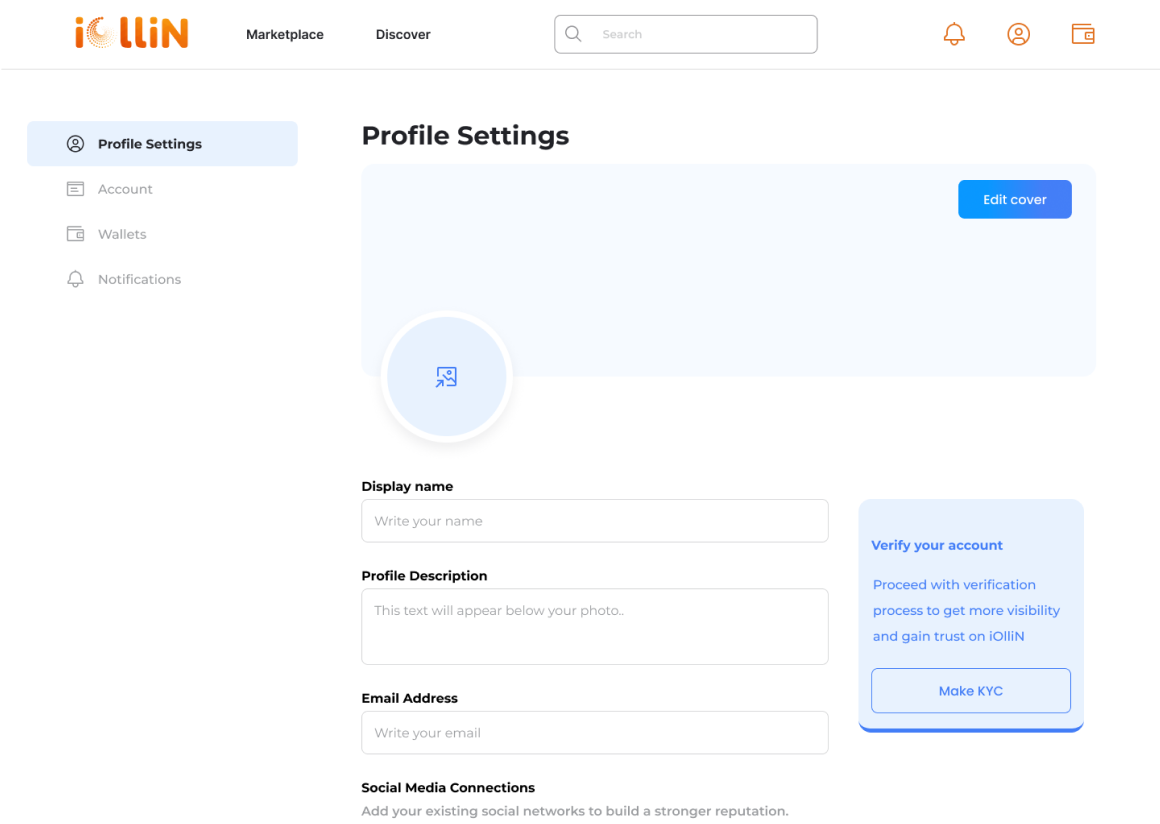 iOlliN
Marketplace
Discover
Search
Profile Settings
Account
Wallets
Notifications
Profile Settings
Edit cover
Display name
Write your name
Profile Description
This text will appear below your photo..
Email Address
Write your email
Social Media Connections
Add your existing social networks to build a stronger reputation.
Verify your account
Proceed with verification
process to get more visibility
and gain trust on iOlliN
Make KYC